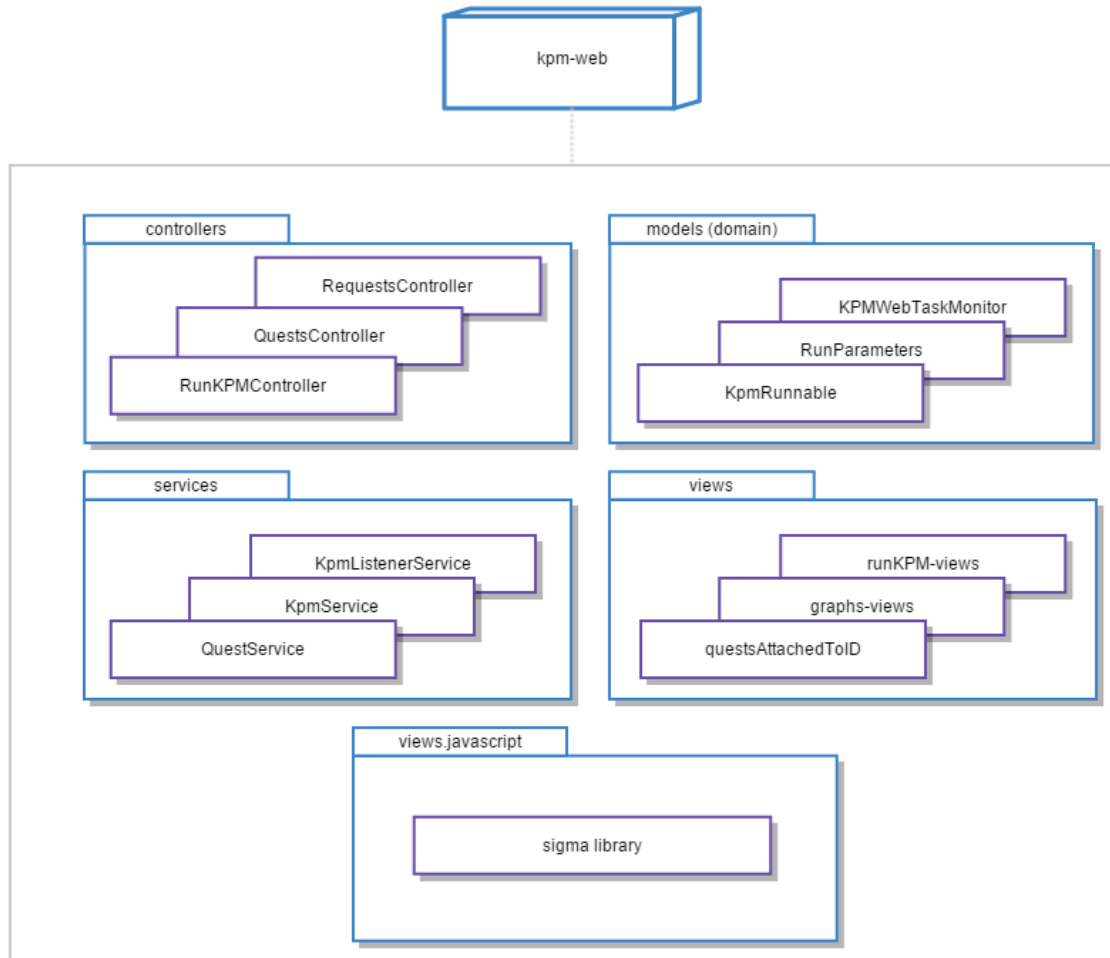 kpm-web
controllers
RequestsController
QuestsController
RunKPMController
models (domain)
KPMWebTaskMonitor
RunParameters
KpmRunnable
services
KpmListenerService
KpmService
QuestService
views
runKPM-views
graphs-views
questsAttachedToID
views.javascript
sigma library